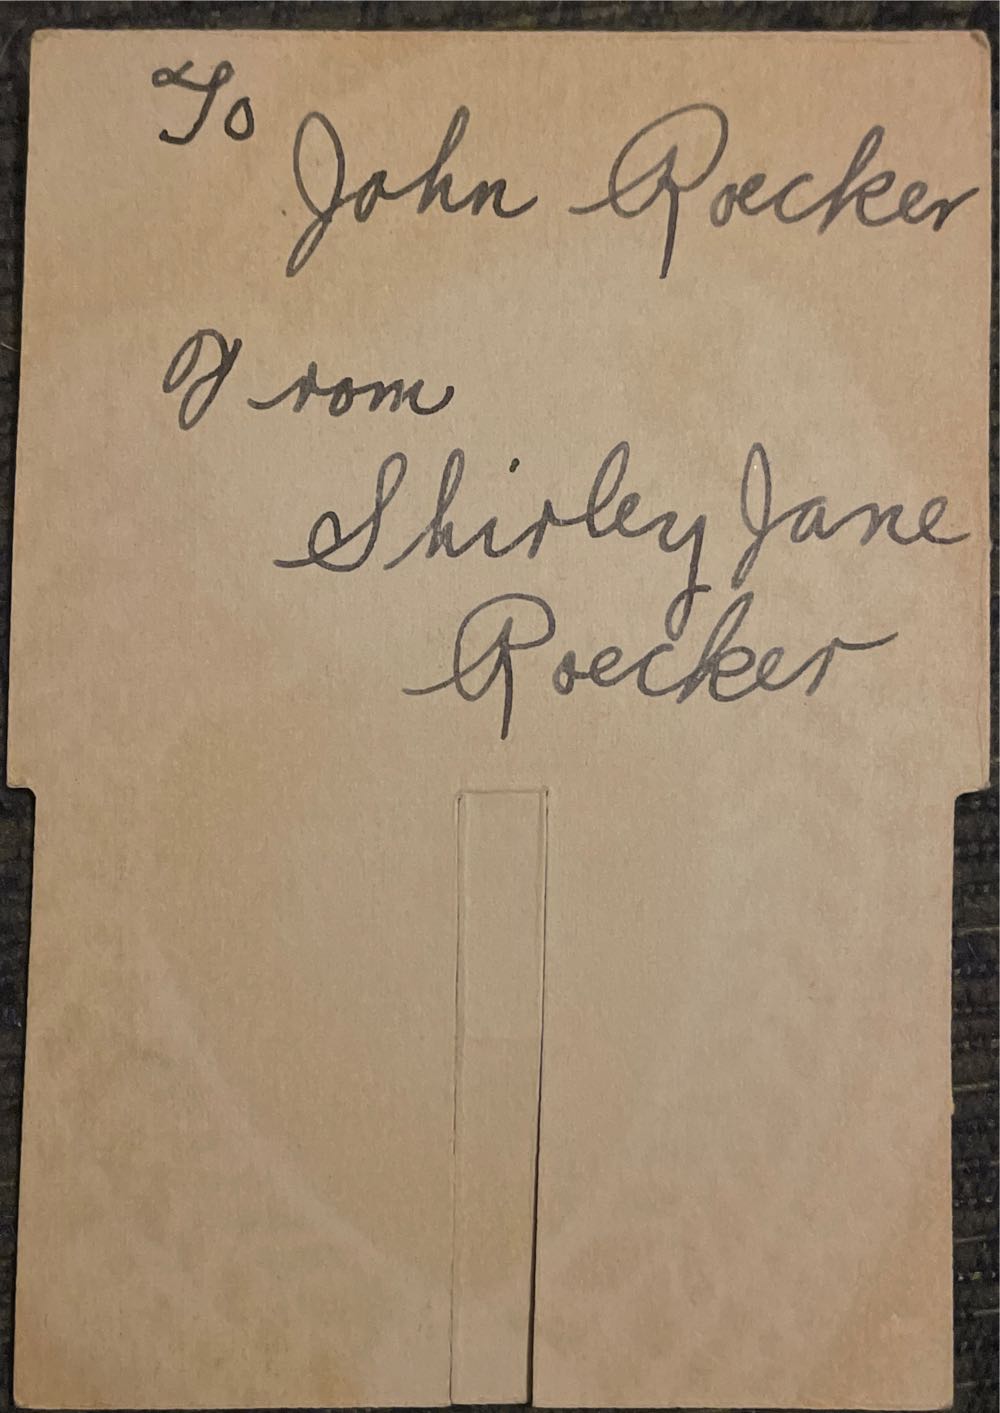 To
John Roecker
From
Shirley Jane
Roecker